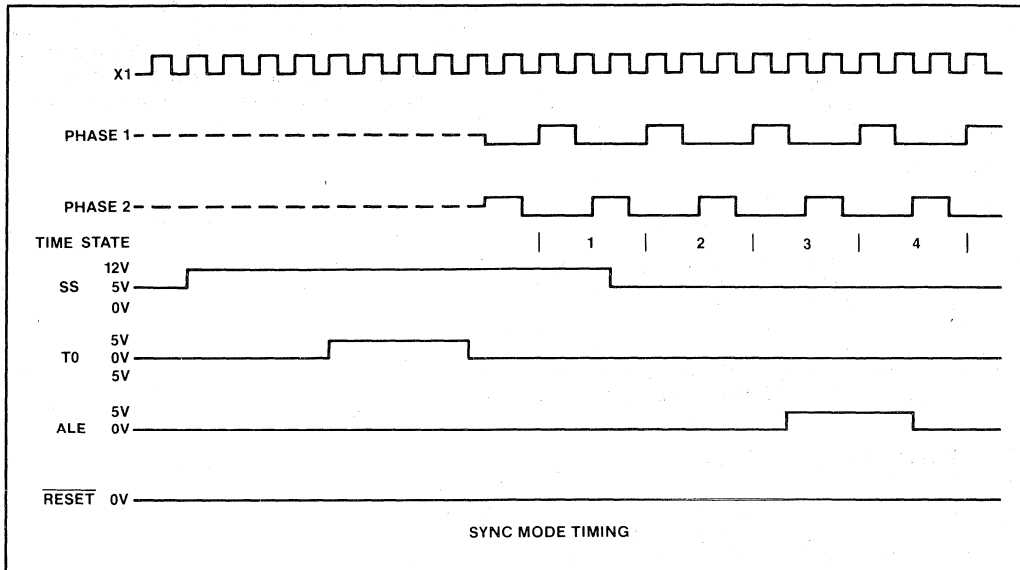 X1
PHASE 1
PHASE 2
TIME STATE 1 2 3 4
12V
SS 5V
0V
5V
T0 0V
5V
5V
ALE 0V
RESET 0V
SYNC MODE TIMING